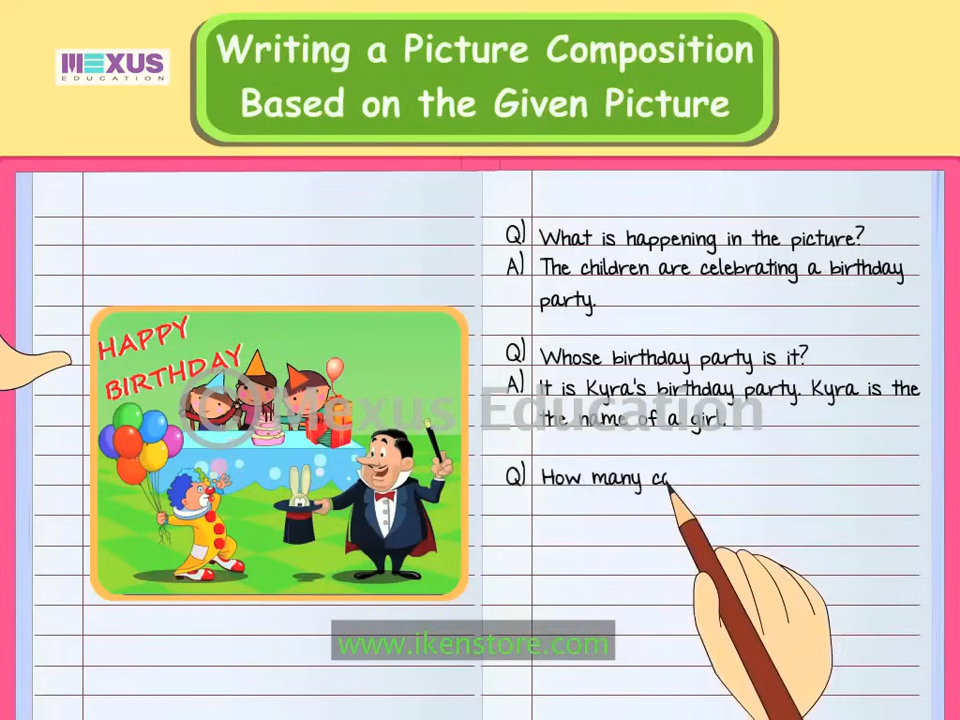 MEXUS
EDUCATION
Writing a Picture Composition
Based on the Given Picture
HAPPY
BIRTHDAY
Q) What is happening in the picture?
A) The children are celebrating a birthday
party.
Q) Whose birthday party is it?
A) It is Kyra's birthday party. Kyra is the
the name of a girl.
Q) How many
© Mexus Education
www.ikenstore.com